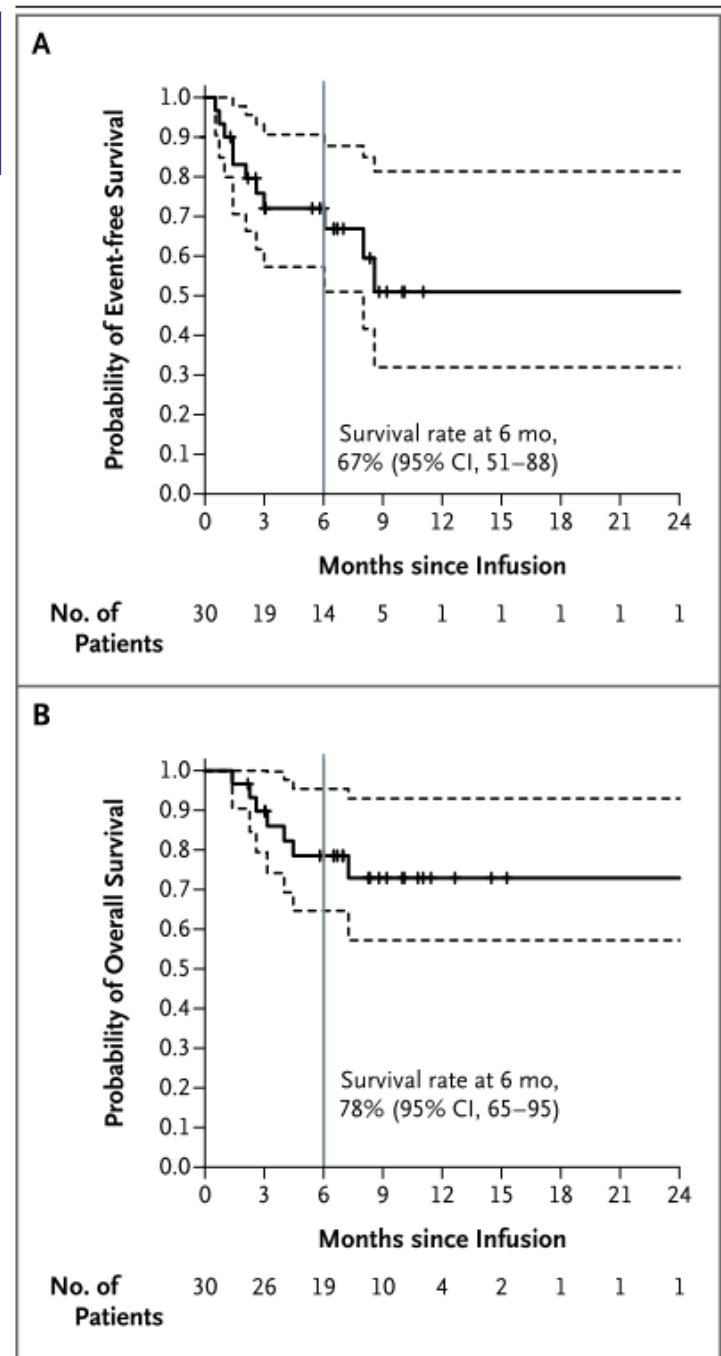 A
Probability of Event-free Survival
1.0
0.9
0.8
0.7
0.6
0.5
0.4
0.3
0.2
0.1
0.0
Survival rate at 6 mo,
67% (95% CI, 51–88)
0 3 6 9 12 15 18 21 24
Months since Infusion
No. of 30 19 14 5 1 1 1 1 1
Patients
B
Probability of Overall Survival
1.0
0.9
0.8
0.7
0.6
0.5
0.4
0.3
0.2
0.1
0.0
Survival rate at 6 mo,
78% (95% CI, 65–95)
0 3 6 9 12 15 18 21 24
Months since Infusion
No. of 30 26 19 10 4 2 1 1 1
Patients